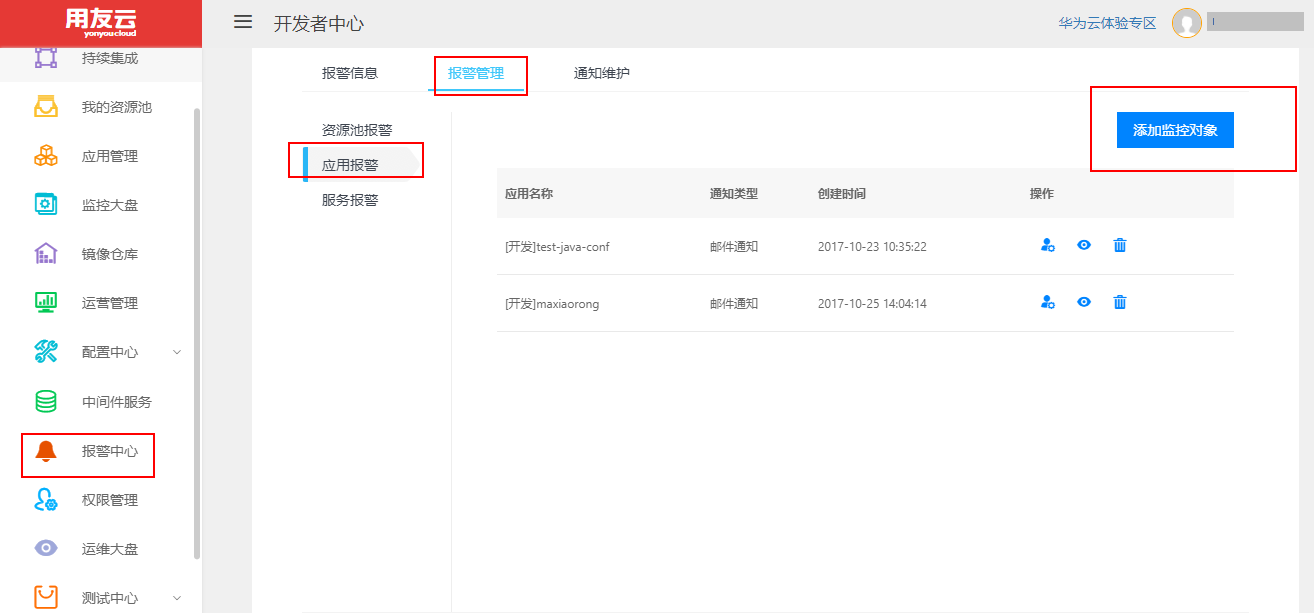 用友云
yonyoucloud
开发者中心
华为云体验专区
持续集成
我的资源池
应用管理
监控大盘
镜像仓库
运营管理
配置中心
中间件服务
报警中心
权限管理
运维大盘
测试中心
报警信息 报警管理 通知维护
资源池报警
应用报警
服务报警
添加监控对象
应用名称 通知类型 创建时间 操作
[开发]test-java-conf 邮件通知 2017-10-23 10:35:22
[开发]maxiaorong 邮件通知 2017-10-25 14:04:14